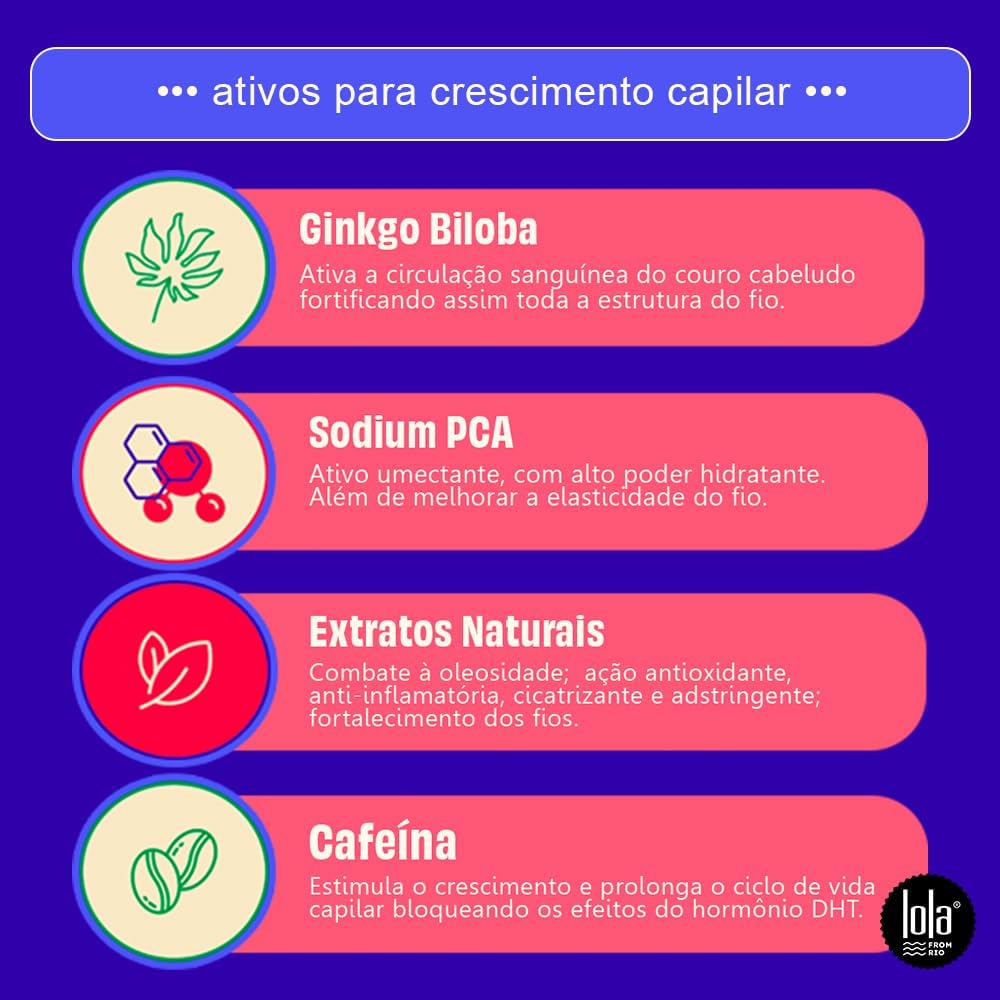 ••• ativos para crescimento capilar •••
Ginkgo Biloba
Ativa a circulação sanguínea do couro cabeludo
fortificando assim toda a estrutura do fio.
Sodium PCA
Ativo umectante, com alto poder hidratante.
Além de melhorar a elasticidade do fio.
Extratos Naturais
Combate à oleosidade;  ação antioxidante,
anti-inflamatória, cicatrizante e adstringente;
fortalecimento dos fios.
Cafeína
Estimula o crescimento e prolonga o ciclo de vida
capilar bloqueando os efeitos do hormônio DHT.
lola®
FROM
RIO